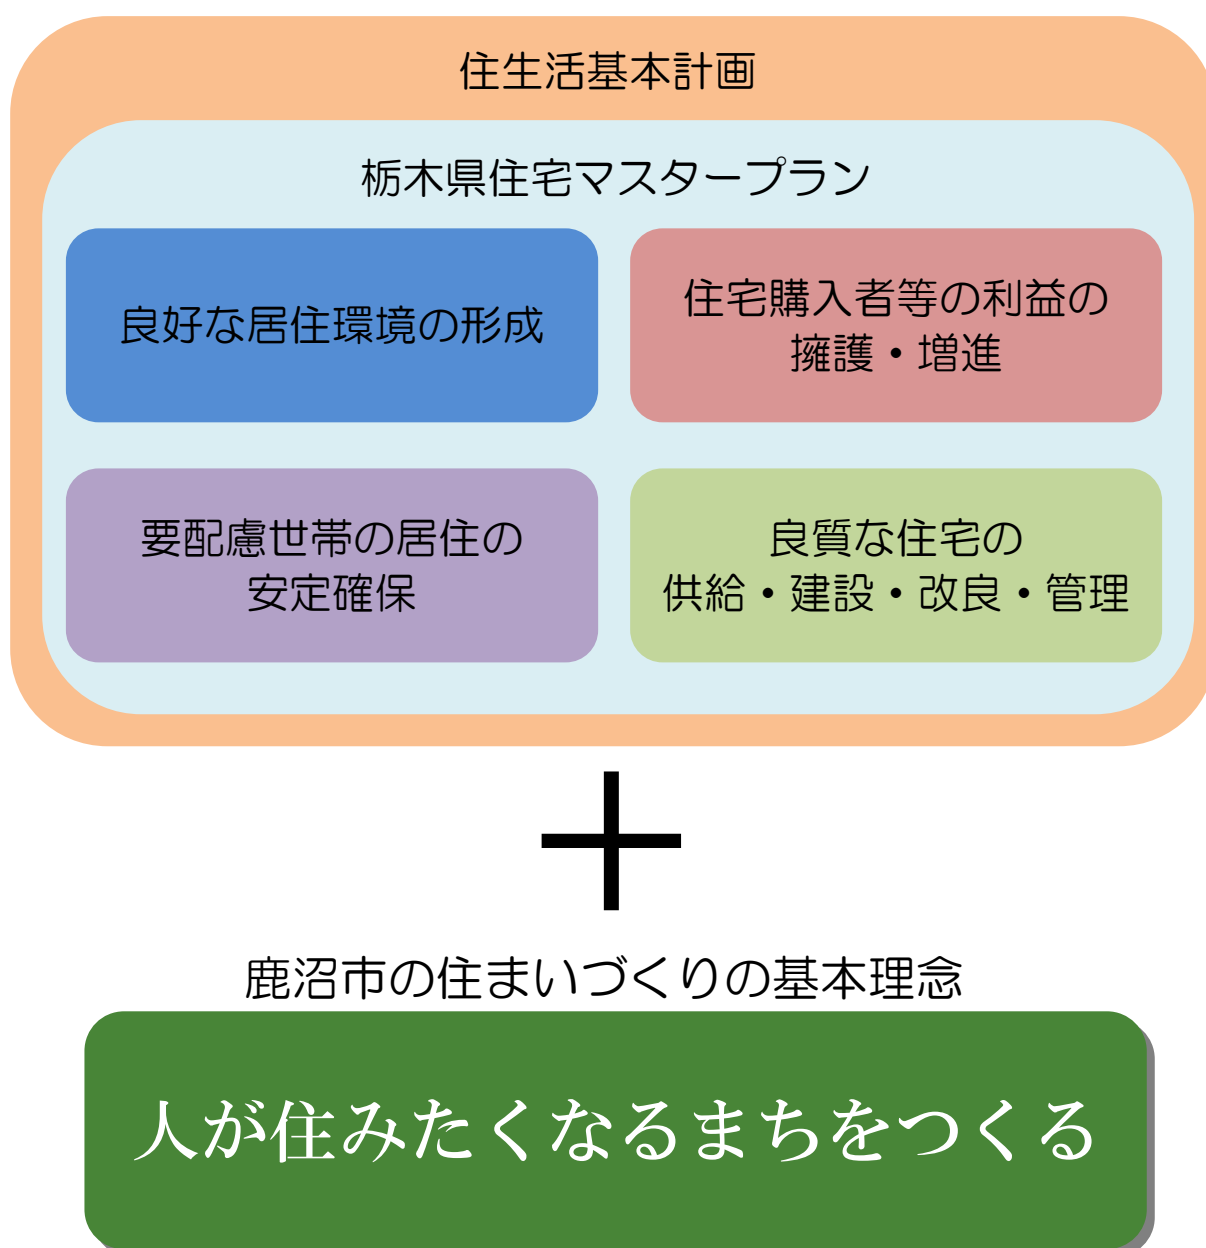 住生活基本計画
栃木県住宅マスタープラン
良好な居住環境の形成
住宅購入者等の利益の
擁護・増進
要配慮世帯の居住の
安定確保
良質な住宅の
供給・建設・改良・管理
鹿沼市の住まいづくりの基本理念
人が住みたくなるまちをつくる